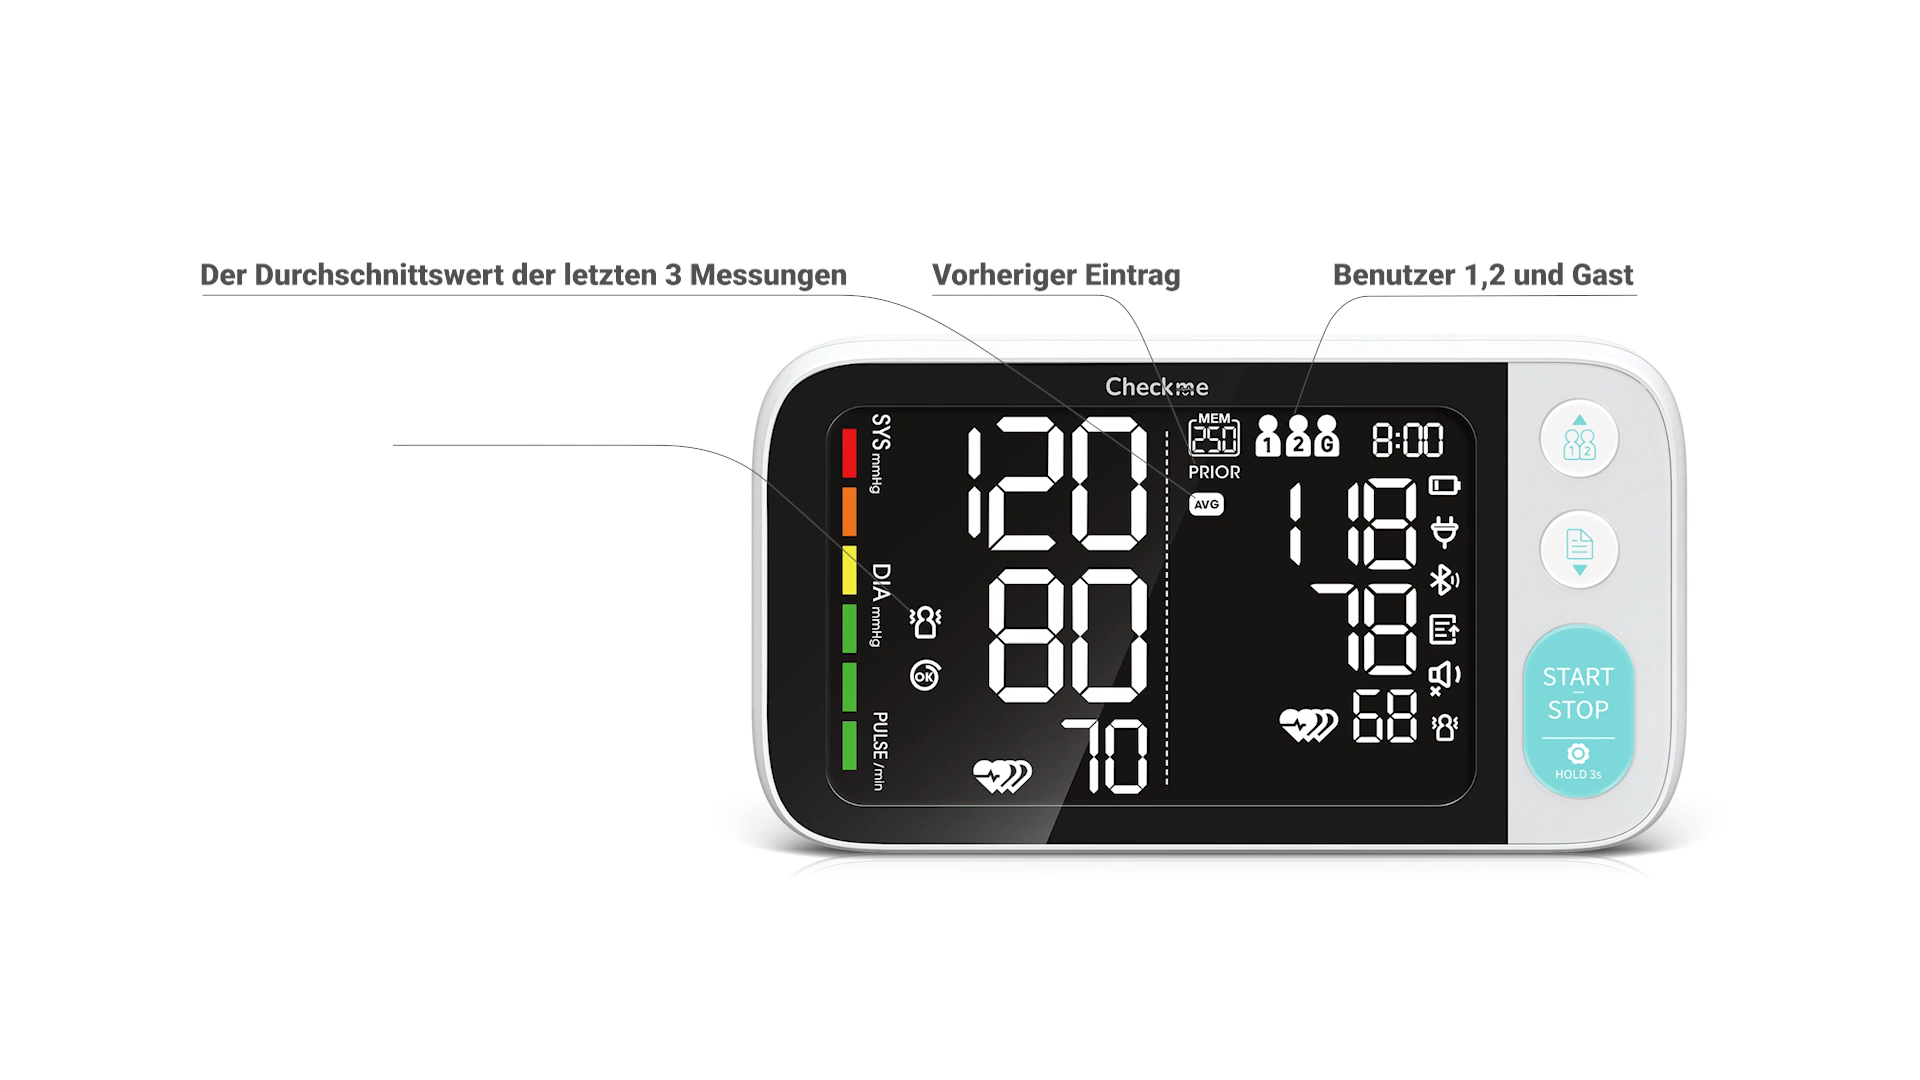 Der Durchschnittswert der letzten 3 Messungen
Vorheriger Eintrag
Benutzer 1,2 und Gast
Checkme
SYS mmHg
120
MEM
250
1 2 G
8:00
PRIOR
AVG
118
DIA mmHg
80
78
OK
PULSE /min
70
68
1 2
START
STOP
HOLD 3s